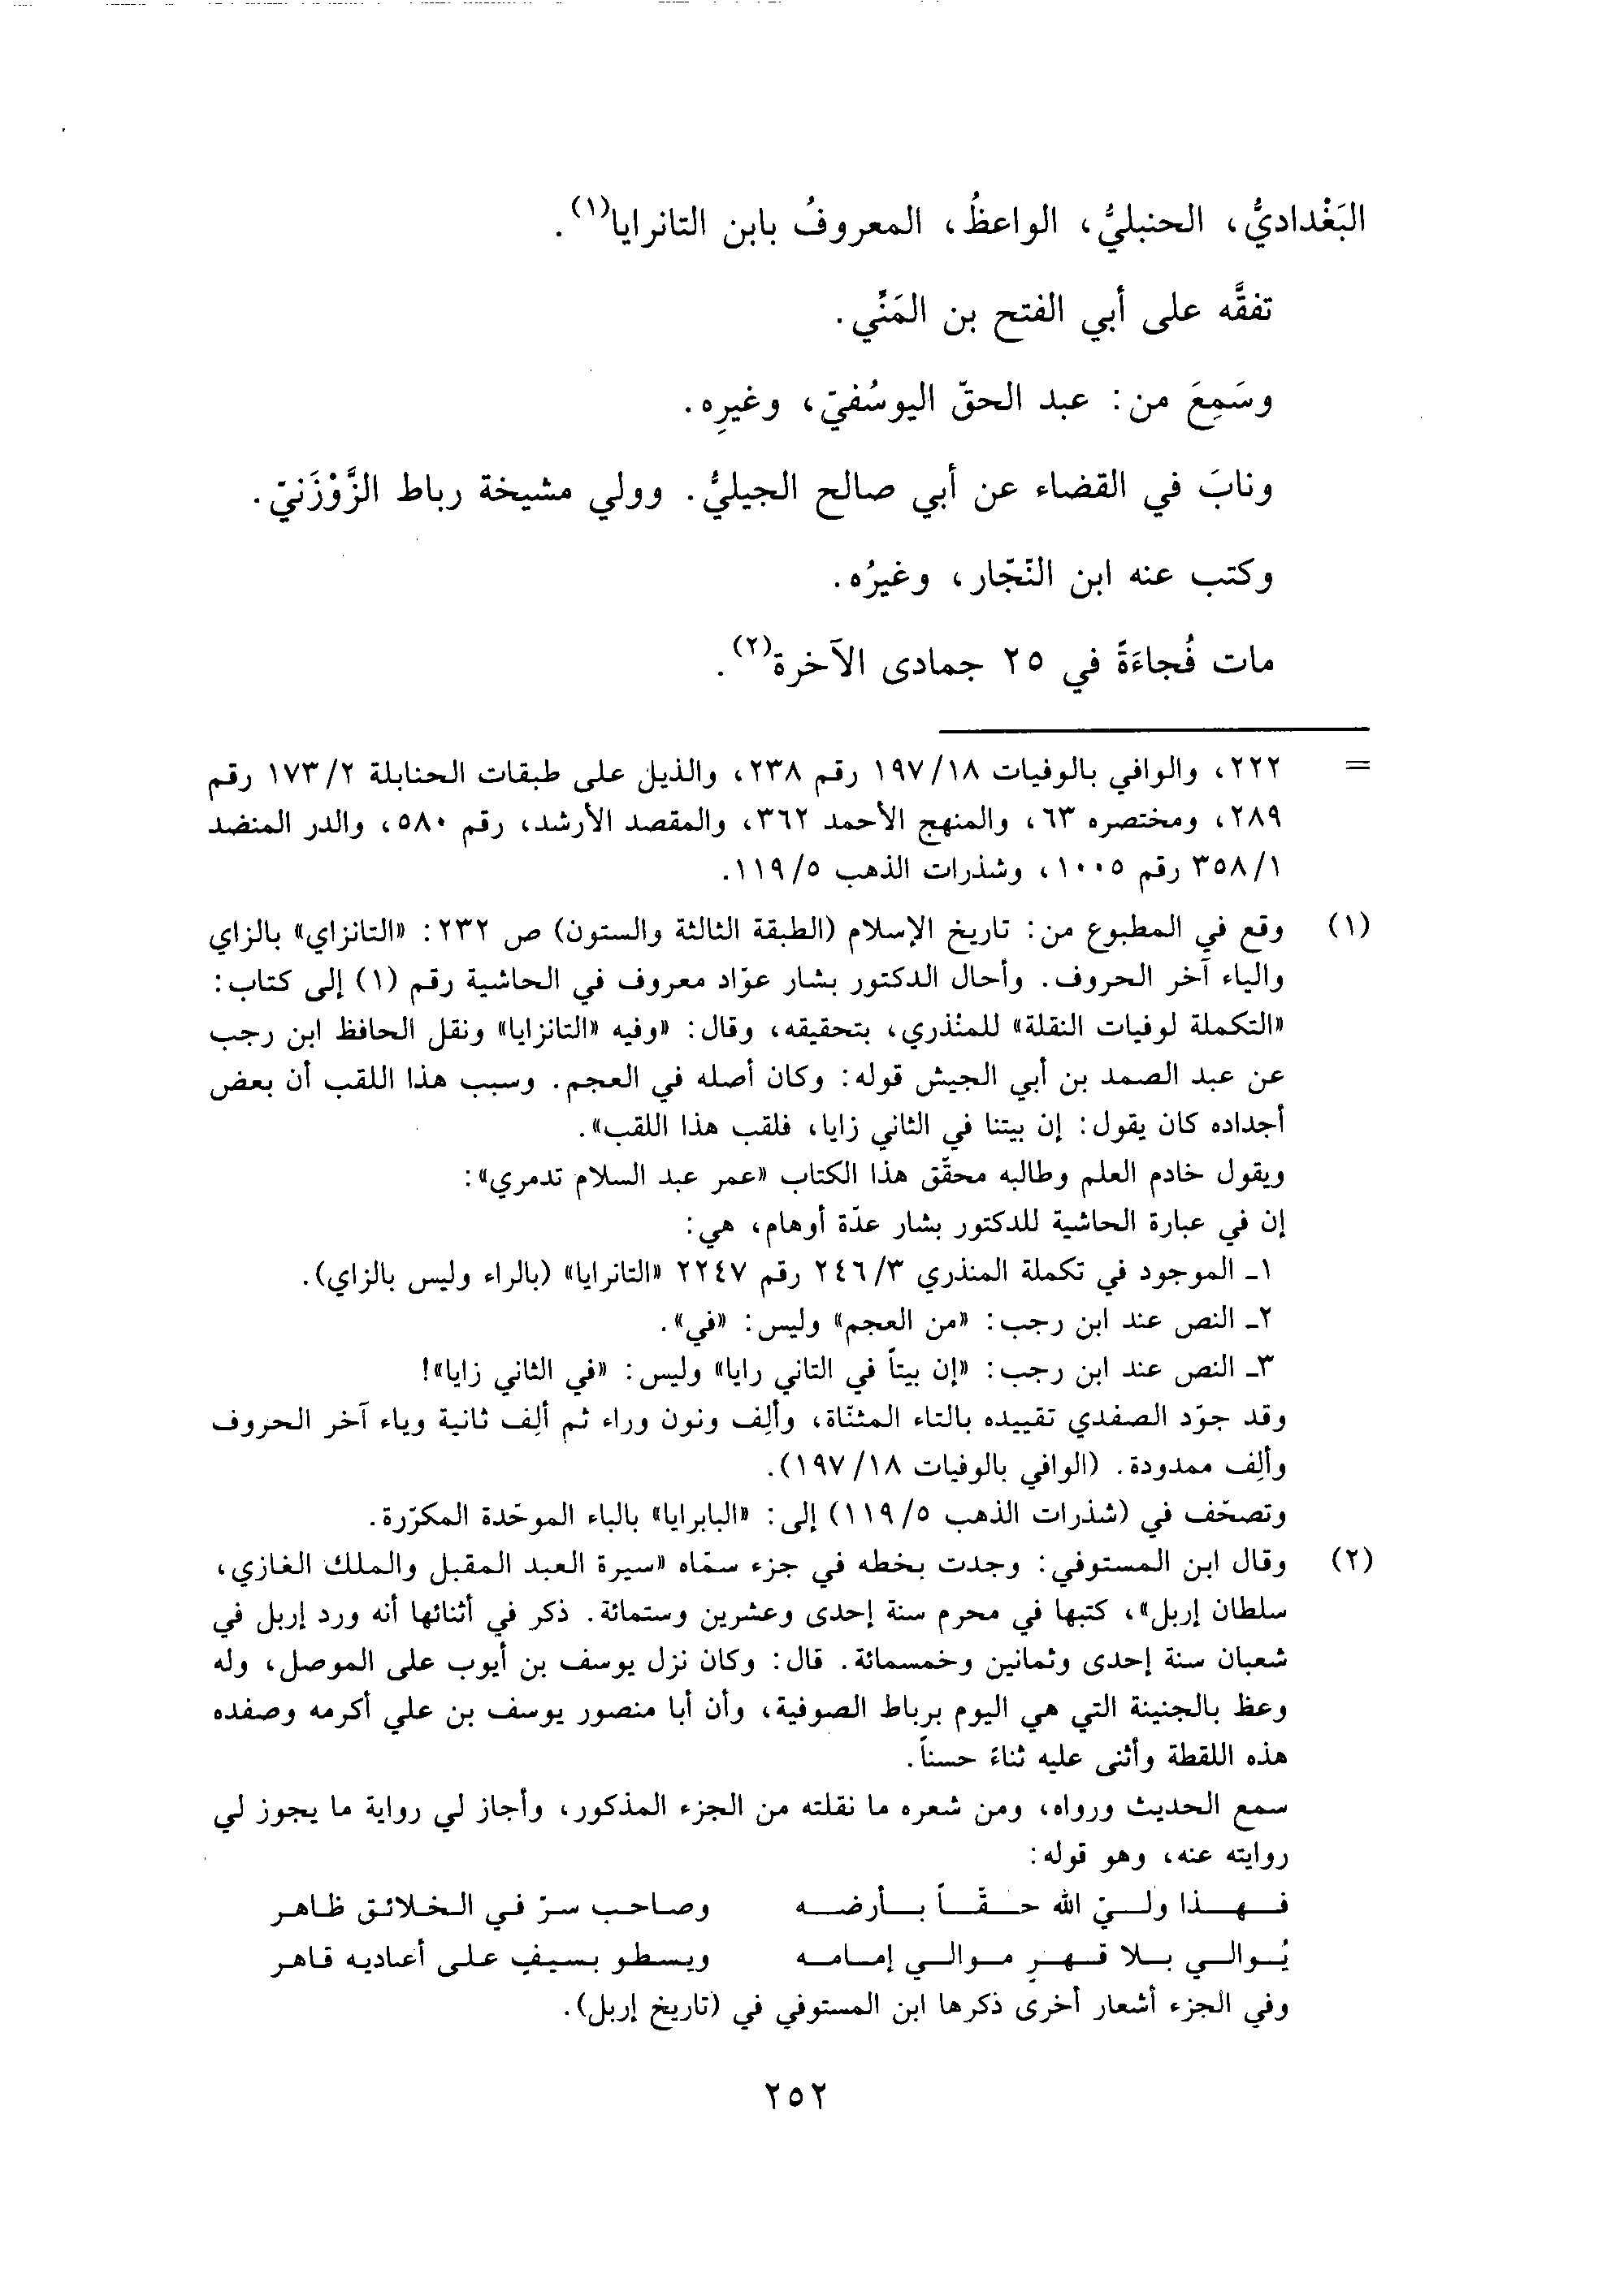 البَغْداديُّ، الحنبليُّ، الواعظُ، المعروفُ بابن التانرايا(١).
تفقَّه على أبي الفتح بن المَنِّي.
وسَمِعَ من: عبد الحقّ اليوسُفيّ، وغيرِه.
ونابَ في القضاء عن أبي صالح الجيليُّ. وولي مشيخة رباط الزَّوْزَنيّ.
وكتب عنه ابن النّجّار، وغيرُه.
مات فُجاءَةً في ٢٥ جمادى الآخرة(٢).
= ٢٢٢، والوافي بالوفيات ١٩٧/١٨ رقم ٢٣٨، والذيل على طبقات الحنابلة ١٧٣/٢ رقم
٢٨٩، ومختصره ٦٣، والمنهج الأحمد ٣٦٢، والمقصد الأرشد، رقم ٥٨٠، والدر المنضد
٣٥٨/١ رقم ١٠٠٥، وشذرات الذهب ١١٩/٥.
(١) وقع في المطبوع من: تاريخ الإسلام (الطبقة الثالثة والستون) ص ٢٣٢: «التانزاي» بالزاي
والياء آخر الحروف. وأحال الدكتور بشار عوّاد معروف في الحاشية رقم (١) إلى كتاب:
«التكملة لوفيات النقلة» للمنْذري، بتحقيقه، وقال: «وفيه «التانزايا» ونقل الحافظ ابن رجب
عن عبد الصمد بن أبي الجيش قوله: وكان أصله في العجم. وسبب هذا اللقب أن بعض
أجداده كان يقول: إن بيتنا في الثاني زايا، فلقب هذا اللقب».
ويقول خادم العلم وطالبه محقّق هذا الكتاب «عمر عبد السلام تدمري»:
إن في عبارة الحاشية للدكتور بشار عدّة أوهام، هي:
١ـ الموجود في تكملة المنذري ٢٤٦/٣ رقم ٢٢٤٧ «التانرايا» (بالراء وليس بالزاي).
٢ـ النص عند ابن رجب: «من العجم» وليس: «في».
٣ـ النص عند ابن رجب: «إن بيتاً في التاني رايا» وليس: «في الثاني زايا»!
وقد جوّد الصفدي تقييده بالتاء المثنّاة، وألِف ونون وراء ثم ألِف ثانية وياء آخر الحروف
وألِف ممدودة. (الوافي بالوفيات ١٩٧/١٨).
وتصحّف في (شذرات الذهب ١١٩/٥) إلى: «البابرايا» بالباء الموحّدة المكرّرة.
(٢) وقال ابن المستوفي: وجدت بخطه في جزء سمّاه «سيرة العبد المقبل والملك الغازي،
سلطان إربل»، كتبها في محرم سنة إحدى وعشرين وستمائة. ذكر في أثنائها أنه ورد إربل في
شعبان سنة إحدى وثمانين وخمسمائة. قال: وكان نزل يوسف بن أيوب على الموصل، وله
وعظ بالجنينة التي هي اليوم برباط الصوفية، وأن أبا منصور يوسف بن علي أكرمه وصفده
هذه اللقطة وأثنى عليه ثناءً حسناً.
سمع الحديث ورواه، ومن شعره ما نقلته من الجزء المذكور، وأجاز لي رواية ما يجوز لي
روايته عنه، وهو قوله:
فهذا وليّ الله حقّاً بأرضه وصاحب سرّ في الخلائق ظاهر
يُوالي بلا قهرٍ موالي إمامه ويسطو بسيفٍ على أعاديه قاهر
وفي الجزء أشعار أخرى ذكرها ابن المستوفي في (تاريخ إربل).
٢٥٢